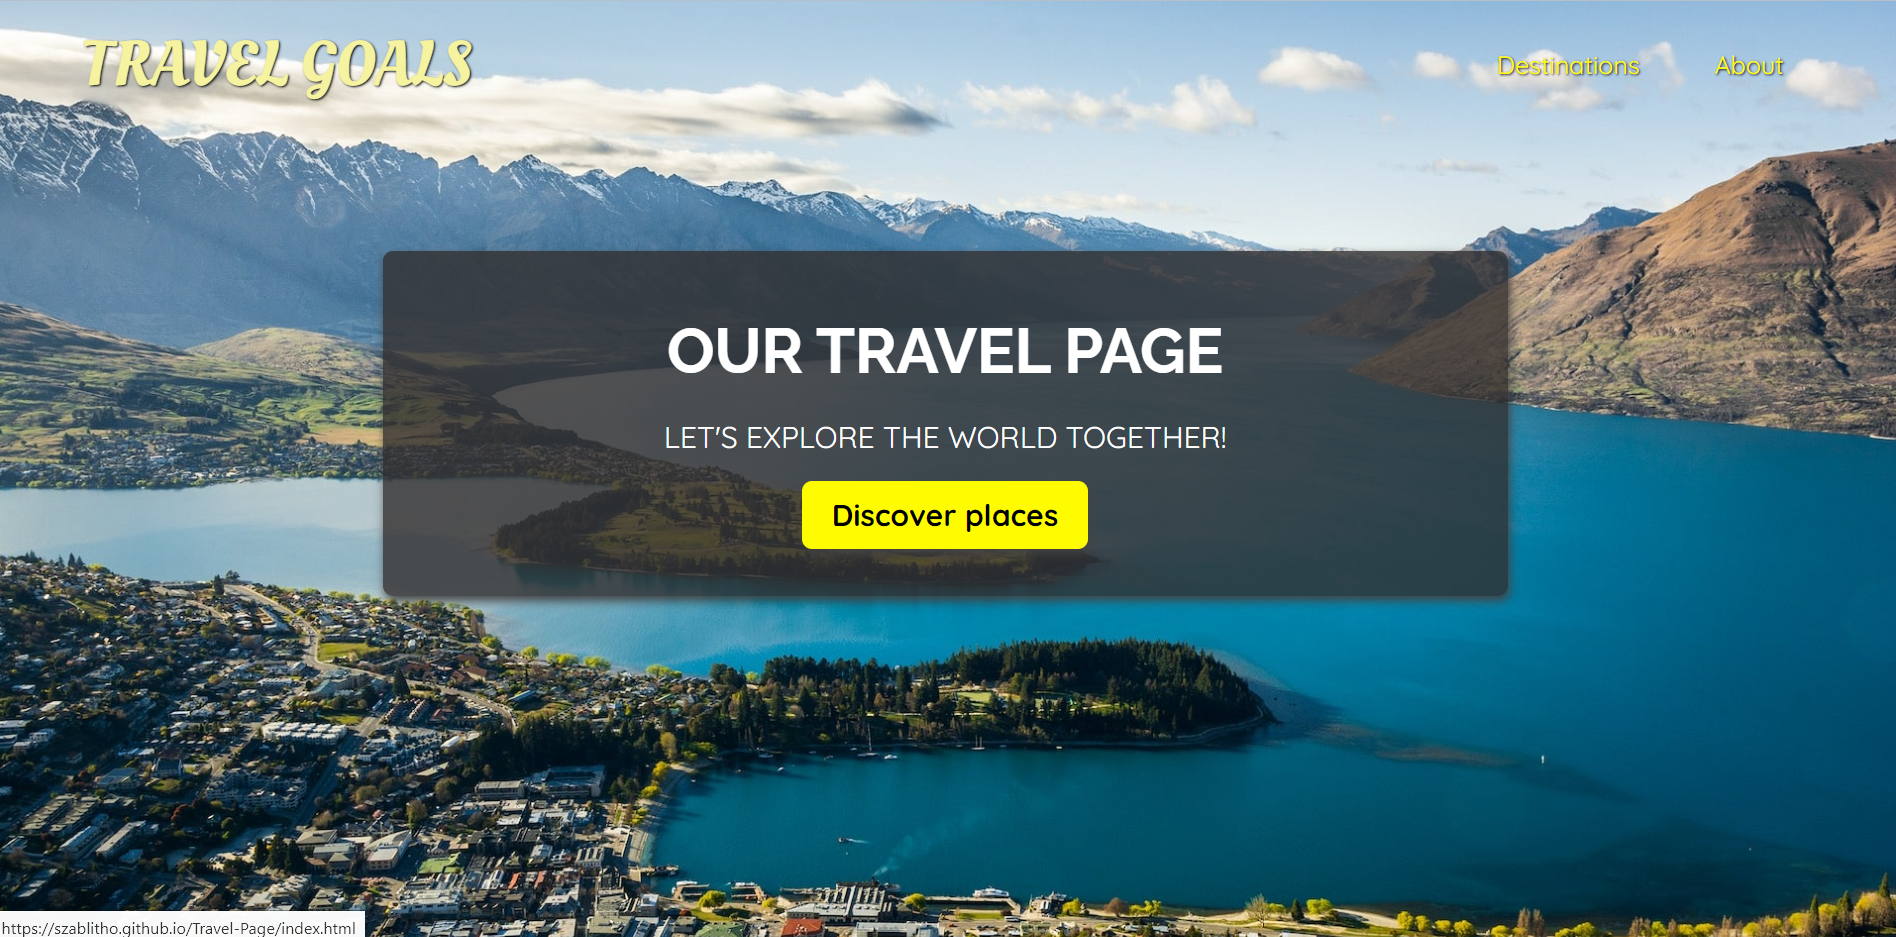 TRAVEL GOALS
Destinations
About
OUR TRAVEL PAGE
LET'S EXPLORE THE WORLD TOGETHER!
Discover places
https://szablitho.github.io/Travel-Page/index.html